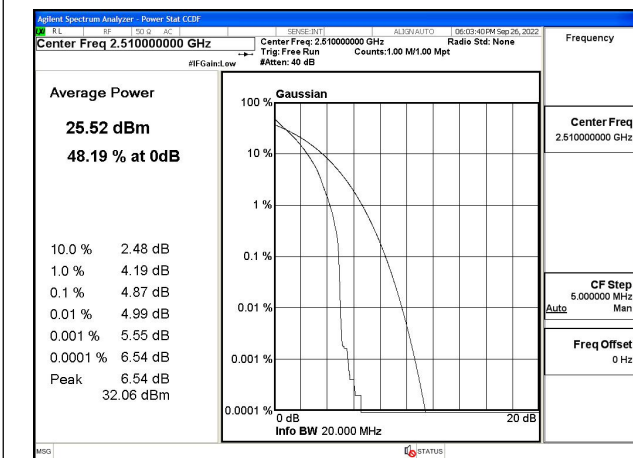 Agilent Spectrum Analyzer - Power Stat CCDF
RL RF 50 Ω AC SENSE:INT ALIGN AUTO 06:03:40 PM Sep 26, 2022
Center Freq 2.510000000 GHz
Center Freq: 2.510000000 GHz Radio Std: None
Trig: Free Run Counts:1.00 M/1.00 Mpt
#IFGain:Low #Atten: 40 dB
Frequency
Average Power
25.52 dBm
48.19 % at 0dB
10.0 % 2.48 dB
1.0 % 4.19 dB
0.1 % 4.87 dB
0.01 % 4.99 dB
0.001 % 5.55 dB
0.0001 % 6.54 dB
Peak 6.54 dB
32.06 dBm
Gaussian
100 %
10 %
1 %
0.1 %
0.01 %
0.001 %
0.0001 %
0 dB 20 dB
Info BW 20.000 MHz
Center Freq
2.510000000 GHz
CF Step
5.000000 MHz
Auto Man
Freq Offset
0 Hz
MSG STATUS